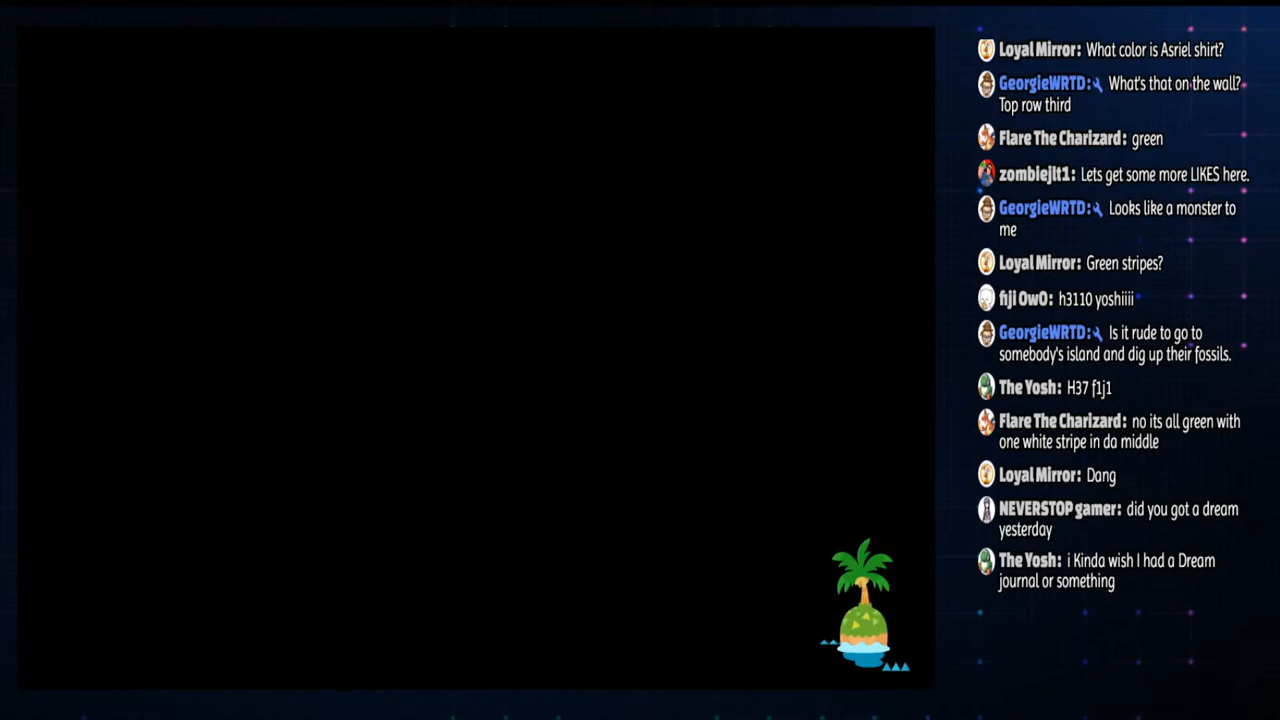 Loyal Mirror: What color is Asriel shirt?
GeorgieWRTD: What's that on the wall?
Top row third
Flare The Charizard: green
zombiejlt1: Lets get some more LIKES here.
GeorgieWRTD: Looks like a monster to
me
Loyal Mirror: Green stripes?
fiji OwO: h3110 yoshiiii
GeorgieWRTD: Is it rude to go to
somebody's island and dig up their fossils.
The Yosh: H37 f1j1
Flare The Charizard: no its all green with
one white stripe in da middle
Loyal Mirror: Dang
NEVERSTOP gamer: did you got a dream
yesterday
The Yosh: i Kinda wish I had a Dream
journal or something